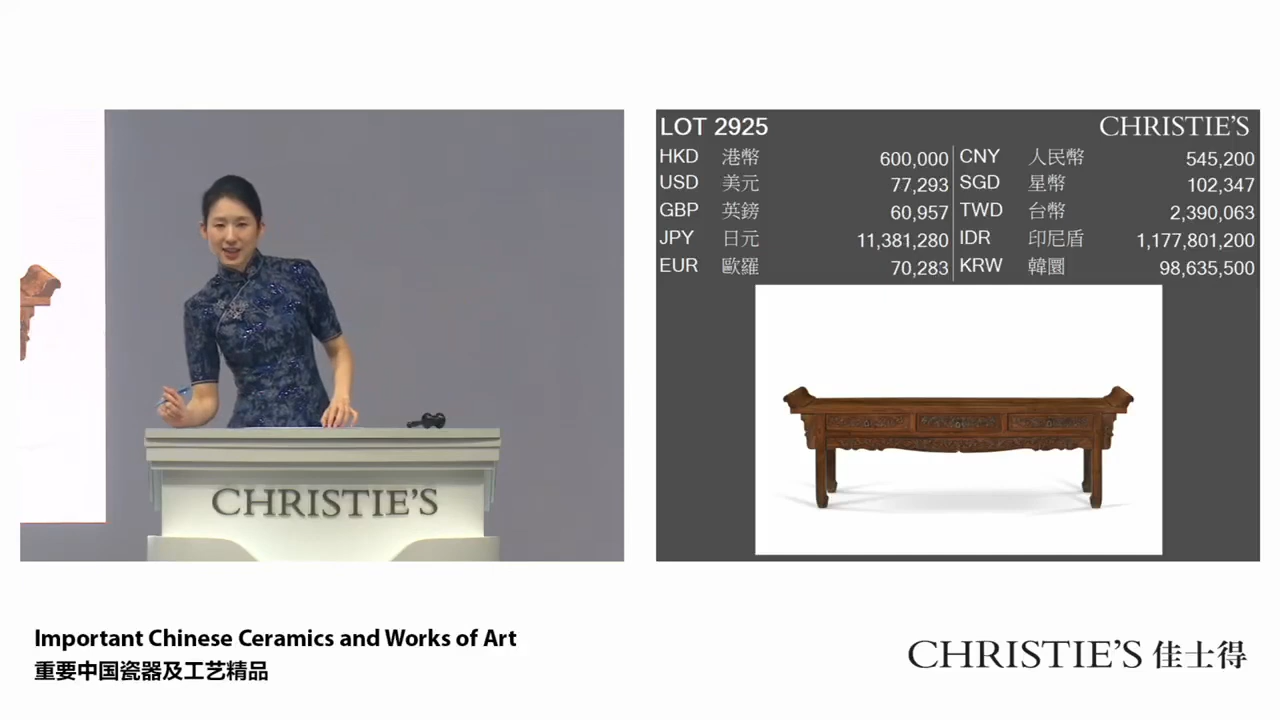 LOT 2925
CHRISTIE'S
HKD 港幣 600,000 CNY 人民幣 545,200
USD 美元 77,293 SGD 星幣 102,347
GBP 英鎊 60,957 TWD 台幣 2,390,063
JPY 日元 11,381,280 IDR 印尼盾 1,177,801,200
EUR 歐羅 70,283 KRW 韓圜 98,635,500
CHRISTIE'S
Important Chinese Ceramics and Works of Art
重要中国瓷器及工艺精品
CHRISTIE'S 佳士得